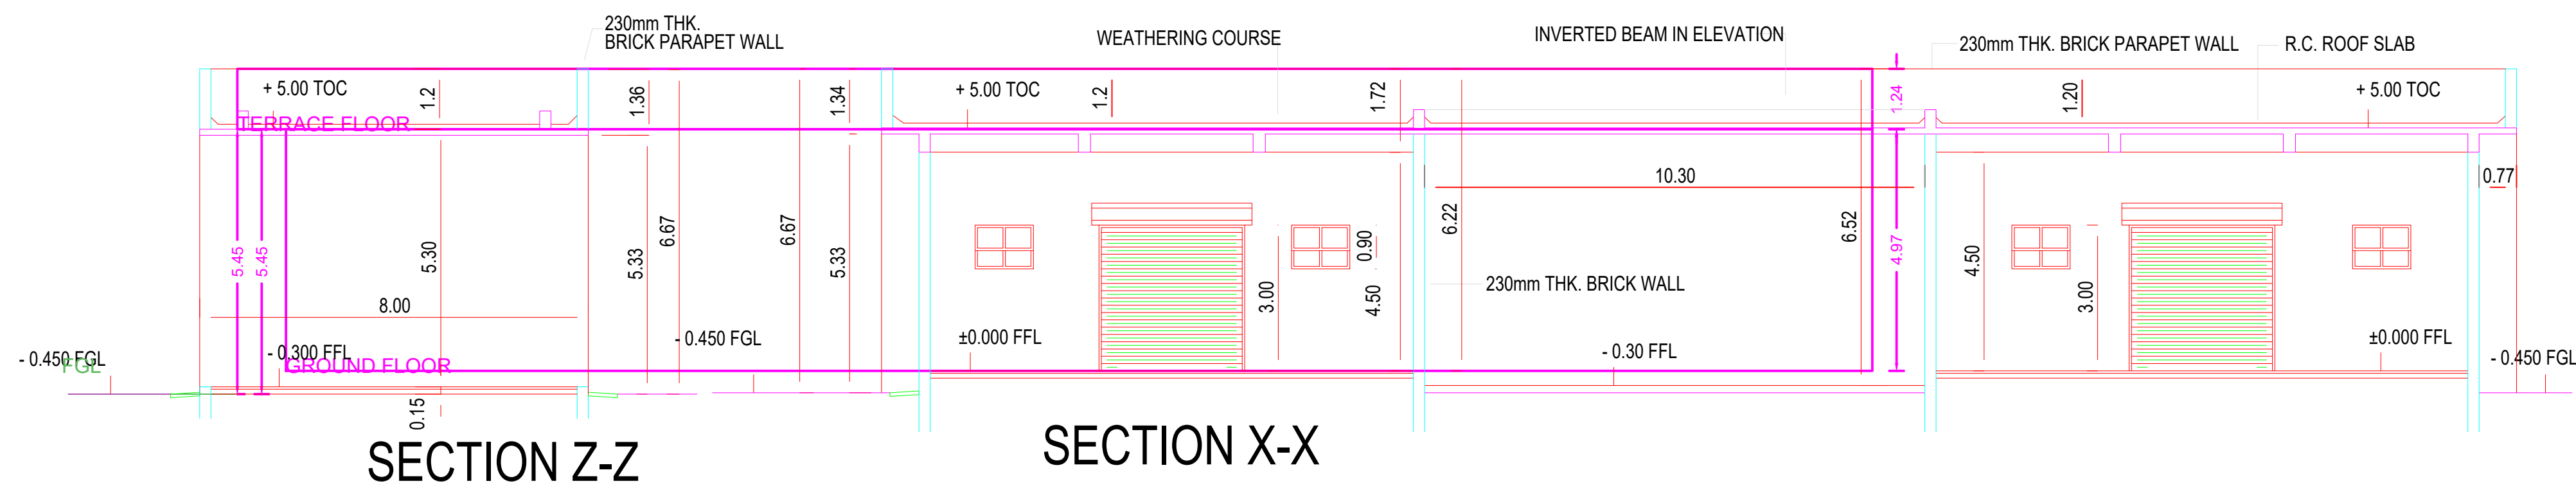 230mm THK.
BRICK PARAPET WALL
WEATHERING COURSE
INVERTED BEAM IN ELEVATION
230mm THK. BRICK PARAPET WALL
R.C. ROOF SLAB
+ 5.00 TOC
1.2
1.36
1.34
+ 5.00 TOC
1.2
1.72
1.24
1.20
+ 5.00 TOC
TERRACE FLOOR
10.30
0.77
5.45
5.45
5.30
5.33
6.67
6.67
5.33
0.90
6.22
6.52
4.97
4.50
8.00
3.00
4.50
230mm THK. BRICK WALL
3.00
- 0.450 FGL
FGL
- 0.300 FFL
GROUND FLOOR
- 0.450 FGL
±0.000 FFL
- 0.30 FFL
±0.000 FFL
- 0.450 FGL
0.15
SECTION Z-Z
SECTION X-X